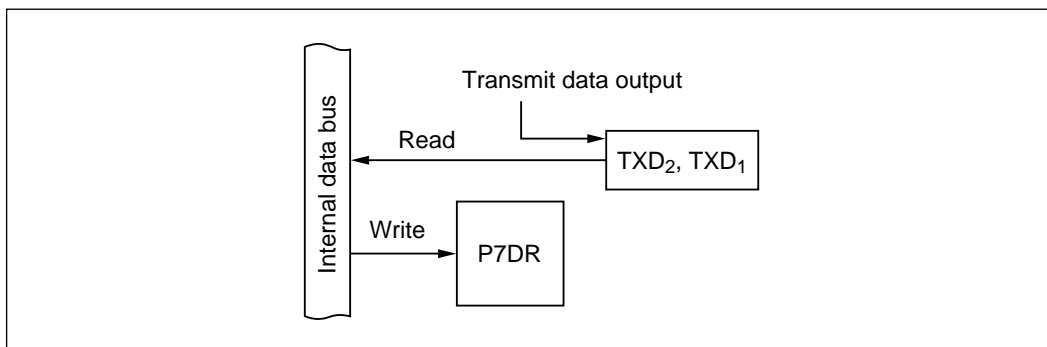 Transmit data output
Internal data bus
Read
TXD₂, TXD₁
Write
P7DR